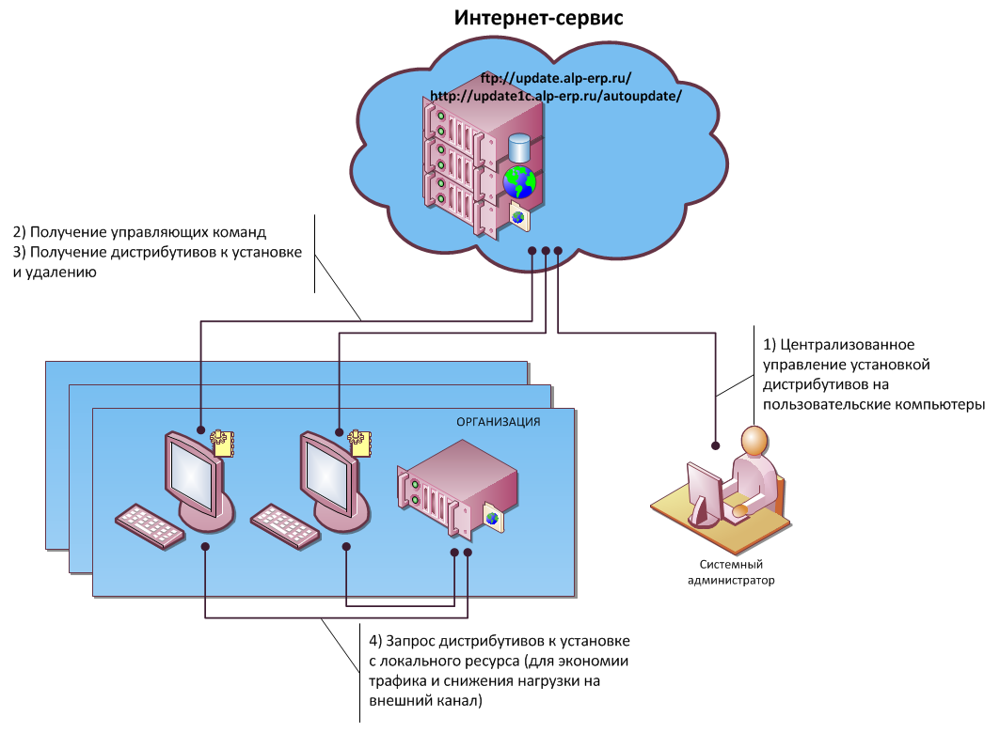 Интернет-сервис
ftp://update.alp-erp.ru/
http://update1c.alp-erp.ru/autoupdate/
2) Получение управляющих команд
3) Получение дистрибутивов к установке
и удалению
1) Централизованное
управление установкой
дистрибутивов на
пользовательские компьютеры
ОРГАНИЗАЦИЯ
Системный
администратор
4) Запрос дистрибутивов к установке
с локального ресурса (для экономии
трафика и снижения нагрузки на
внешний канал)